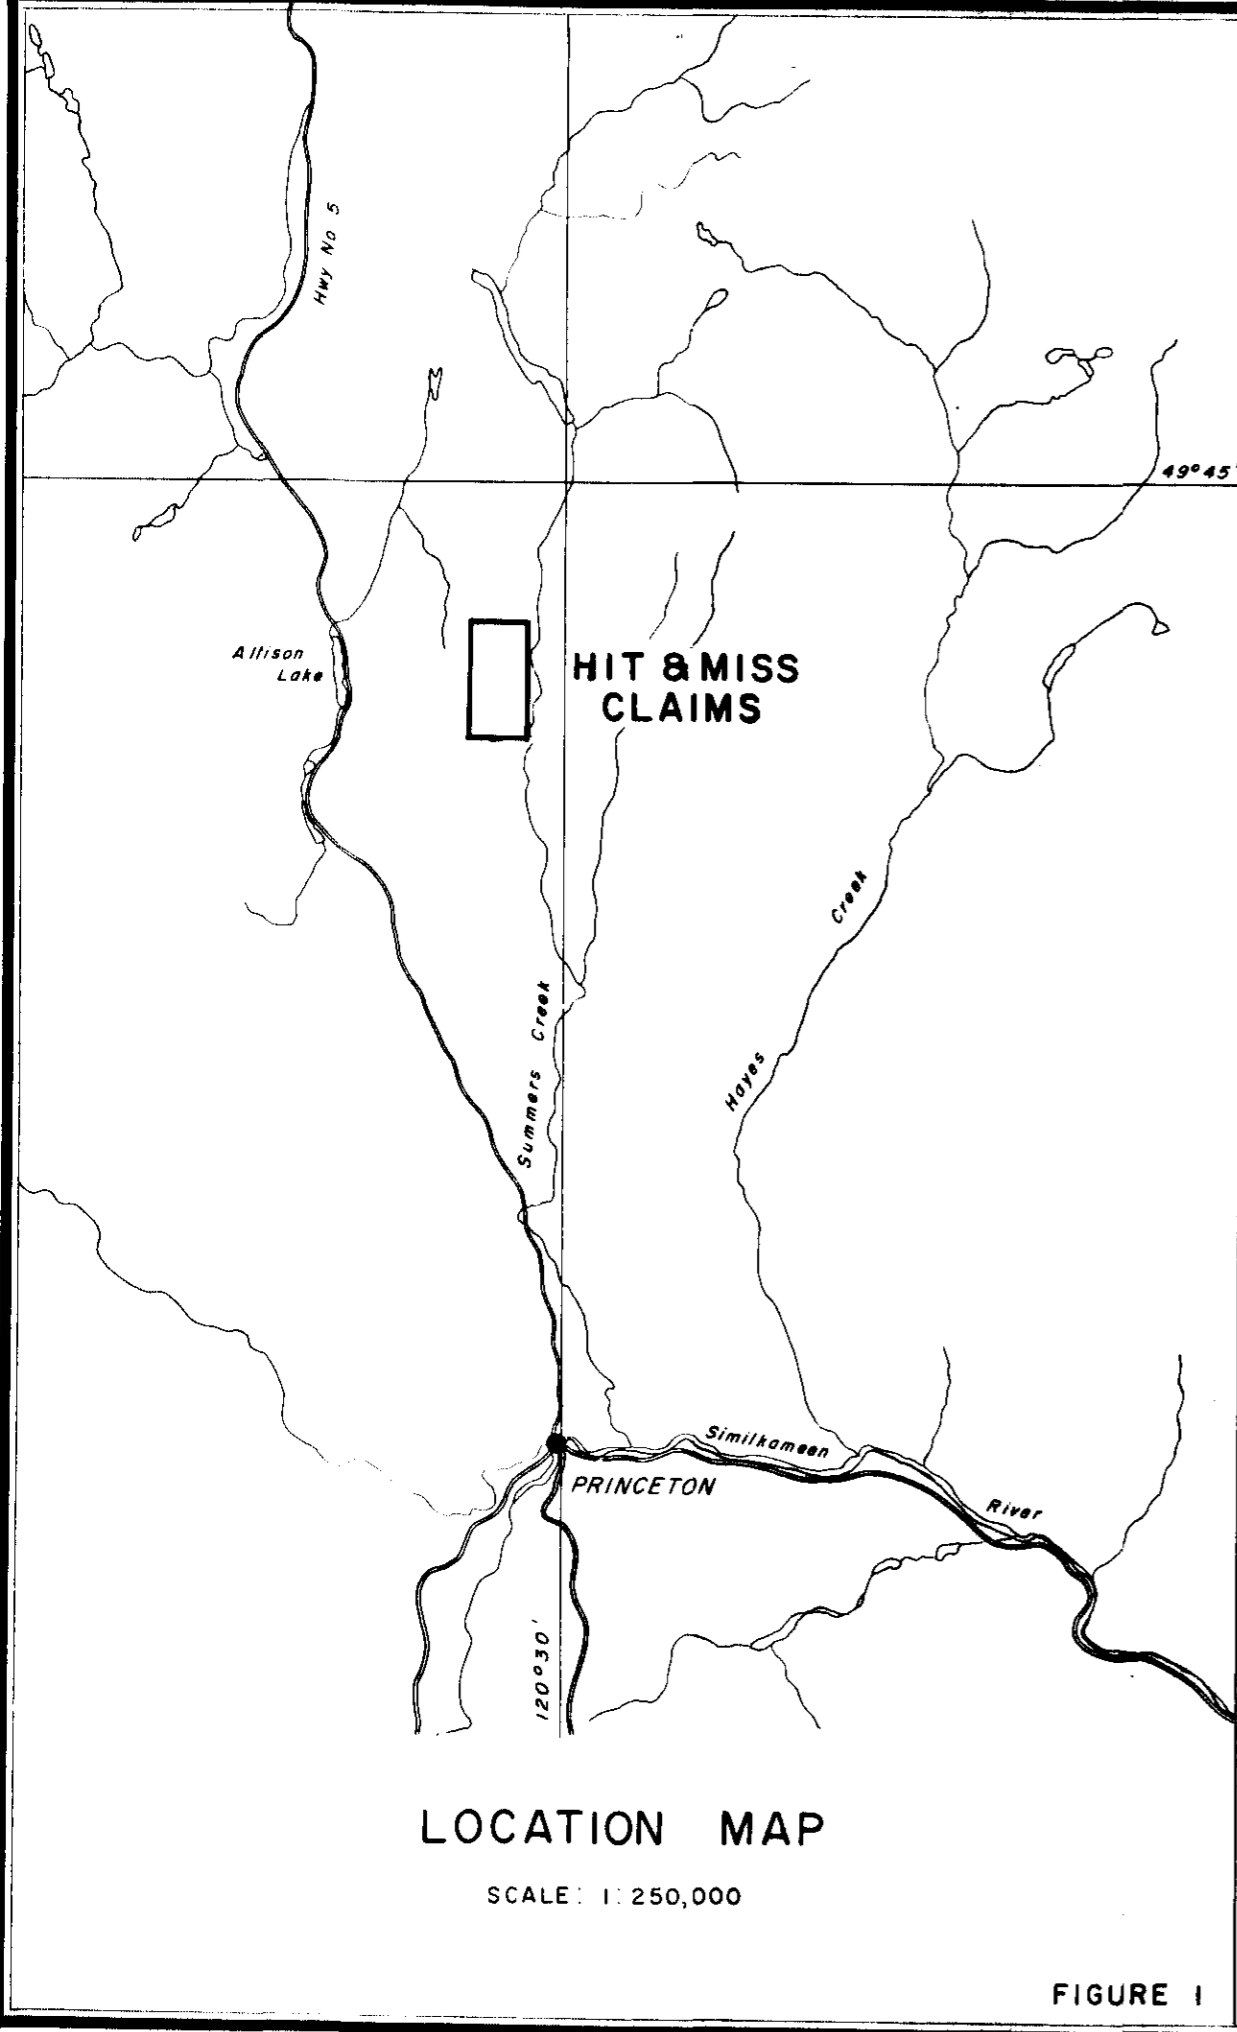 Hwy No 5
49°45'
Allison
Lake
HIT & MISS
CLAIMS
Creek
Hayes
Summers Creek
Similkameen
River
PRINCETON
120°30'
LOCATION MAP
SCALE: 1:250,000
FIGURE 1